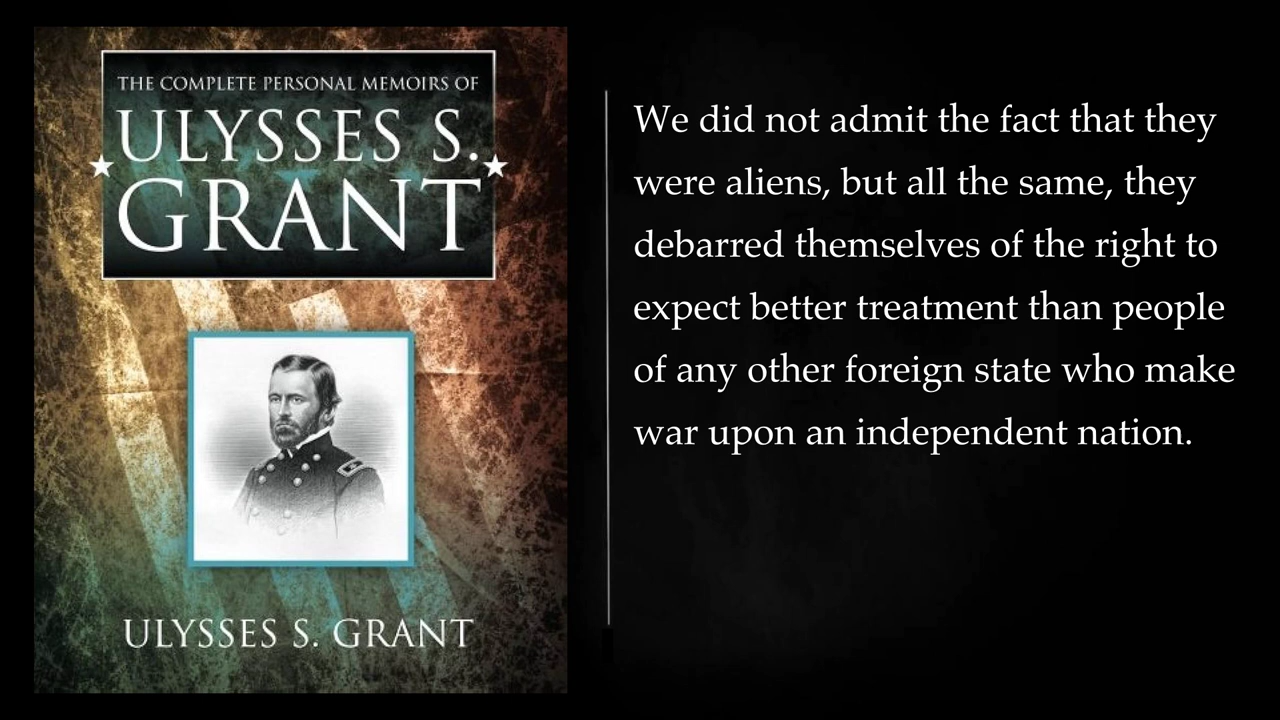 THE COMPLETE PERSONAL MEMOIRS OF
ULYSSES S.
GRANT
ULYSSES S. GRANT
We did not admit the fact that they
were aliens, but all the same, they
debarred themselves of the right to
expect better treatment than people
of any other foreign state who make
war upon an independent nation.